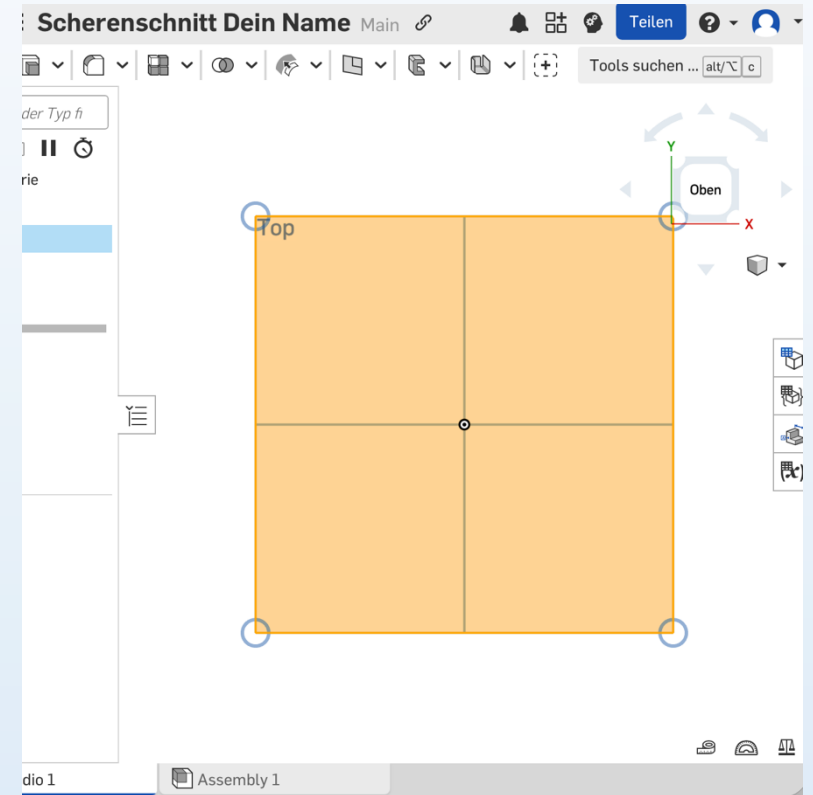 Scherenschnitt Dein Name Main
Teilen
Tools suchen ... alt/⌥ c
der Typ fi
rie
Y
Oben
X
Top
dio 1
Assembly 1